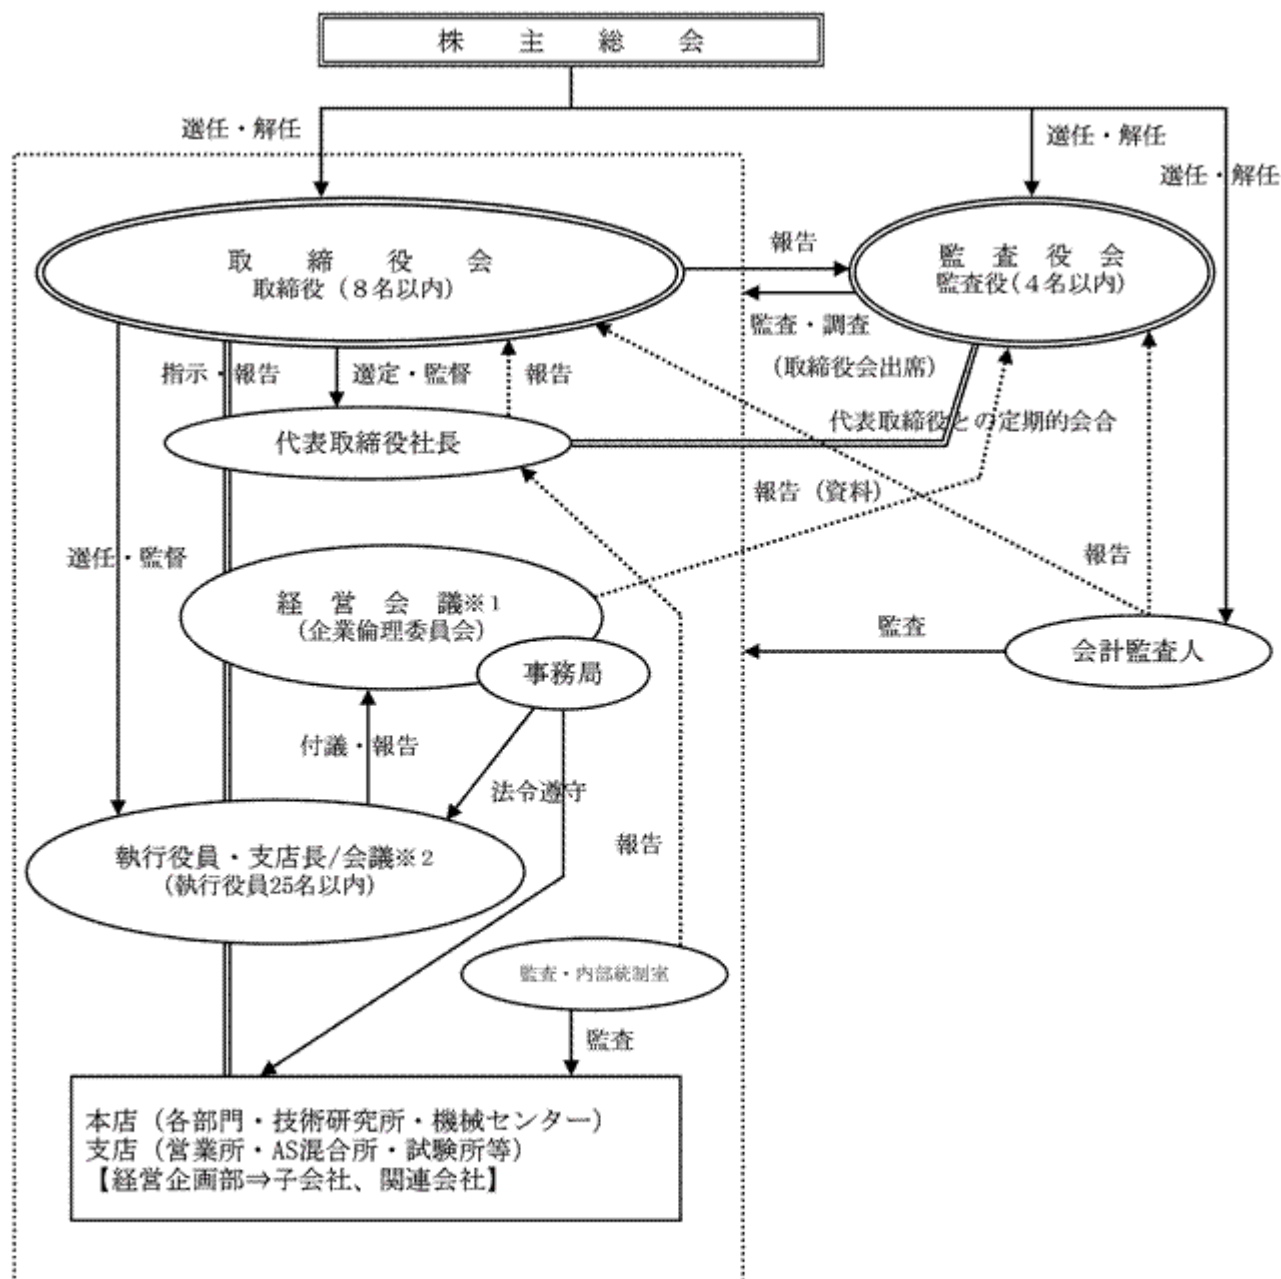 株 主 総 会
選任・解任
選任・解任
選任・解任
取 締 役 会
取締役（８名以内）
報告
監 査 役 会
監査役（４名以内）
監査・調査
（取締役会出席）
指示・報告
選定・監督
報告
代表取締役との定期的会合
代表取締役社長
報告（資料）
選任・監督
報告
経 営 会 議※１
（企業倫理委員会）
監査
会計監査人
事務局
付議・報告
法令遵守
報告
執行役員・支店長/会議※２
（執行役員25名以内）
監査・内部統制室
監査
本店（各部門・技術研究所・機械センター）
支店（営業所・AS混合所・試験所等）
【経営企画部⇒子会社、関連会社】